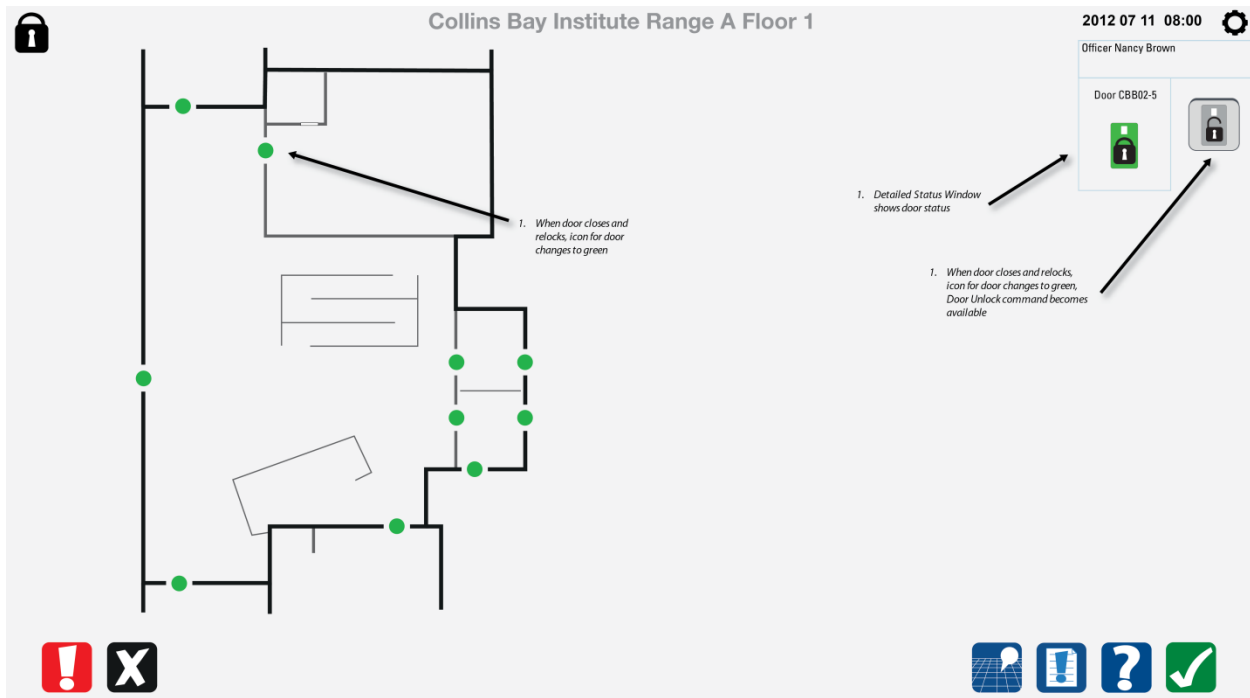 Collins Bay Institute Range A Floor 1
2012 07 11 08:00
Officer Nancy Brown
Door CBB02-5
1. Detailed Status Window
shows door status
1. When door closes and
relocks, icon for door
changes to green
1. When door closes and relocks,
icon for door changes to green,
Door Unlock command becomes
available